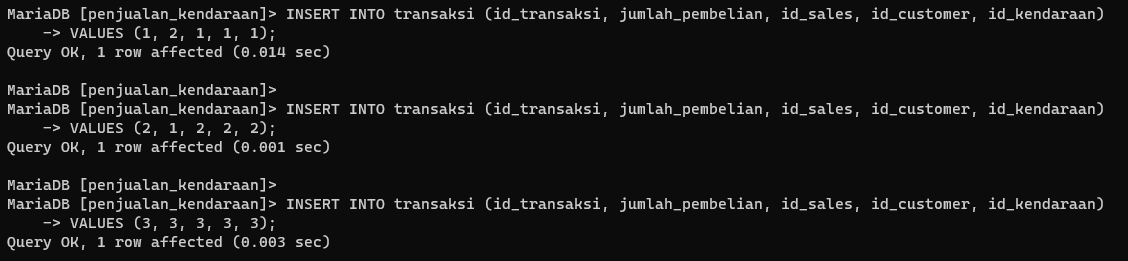 MariaDB [penjualan_kendaraan]> INSERT INTO transaksi (id_transaksi, jumlah_pembelian, id_sales, id_customer, id_kendaraan)
    -> VALUES (1, 2, 1, 1, 1);
Query OK, 1 row affected (0.014 sec)

MariaDB [penjualan_kendaraan]>
MariaDB [penjualan_kendaraan]> INSERT INTO transaksi (id_transaksi, jumlah_pembelian, id_sales, id_customer, id_kendaraan)
    -> VALUES (2, 1, 2, 2, 2);
Query OK, 1 row affected (0.001 sec)

MariaDB [penjualan_kendaraan]>
MariaDB [penjualan_kendaraan]> INSERT INTO transaksi (id_transaksi, jumlah_pembelian, id_sales, id_customer, id_kendaraan)
    -> VALUES (3, 3, 3, 3, 3);
Query OK, 1 row affected (0.003 sec)